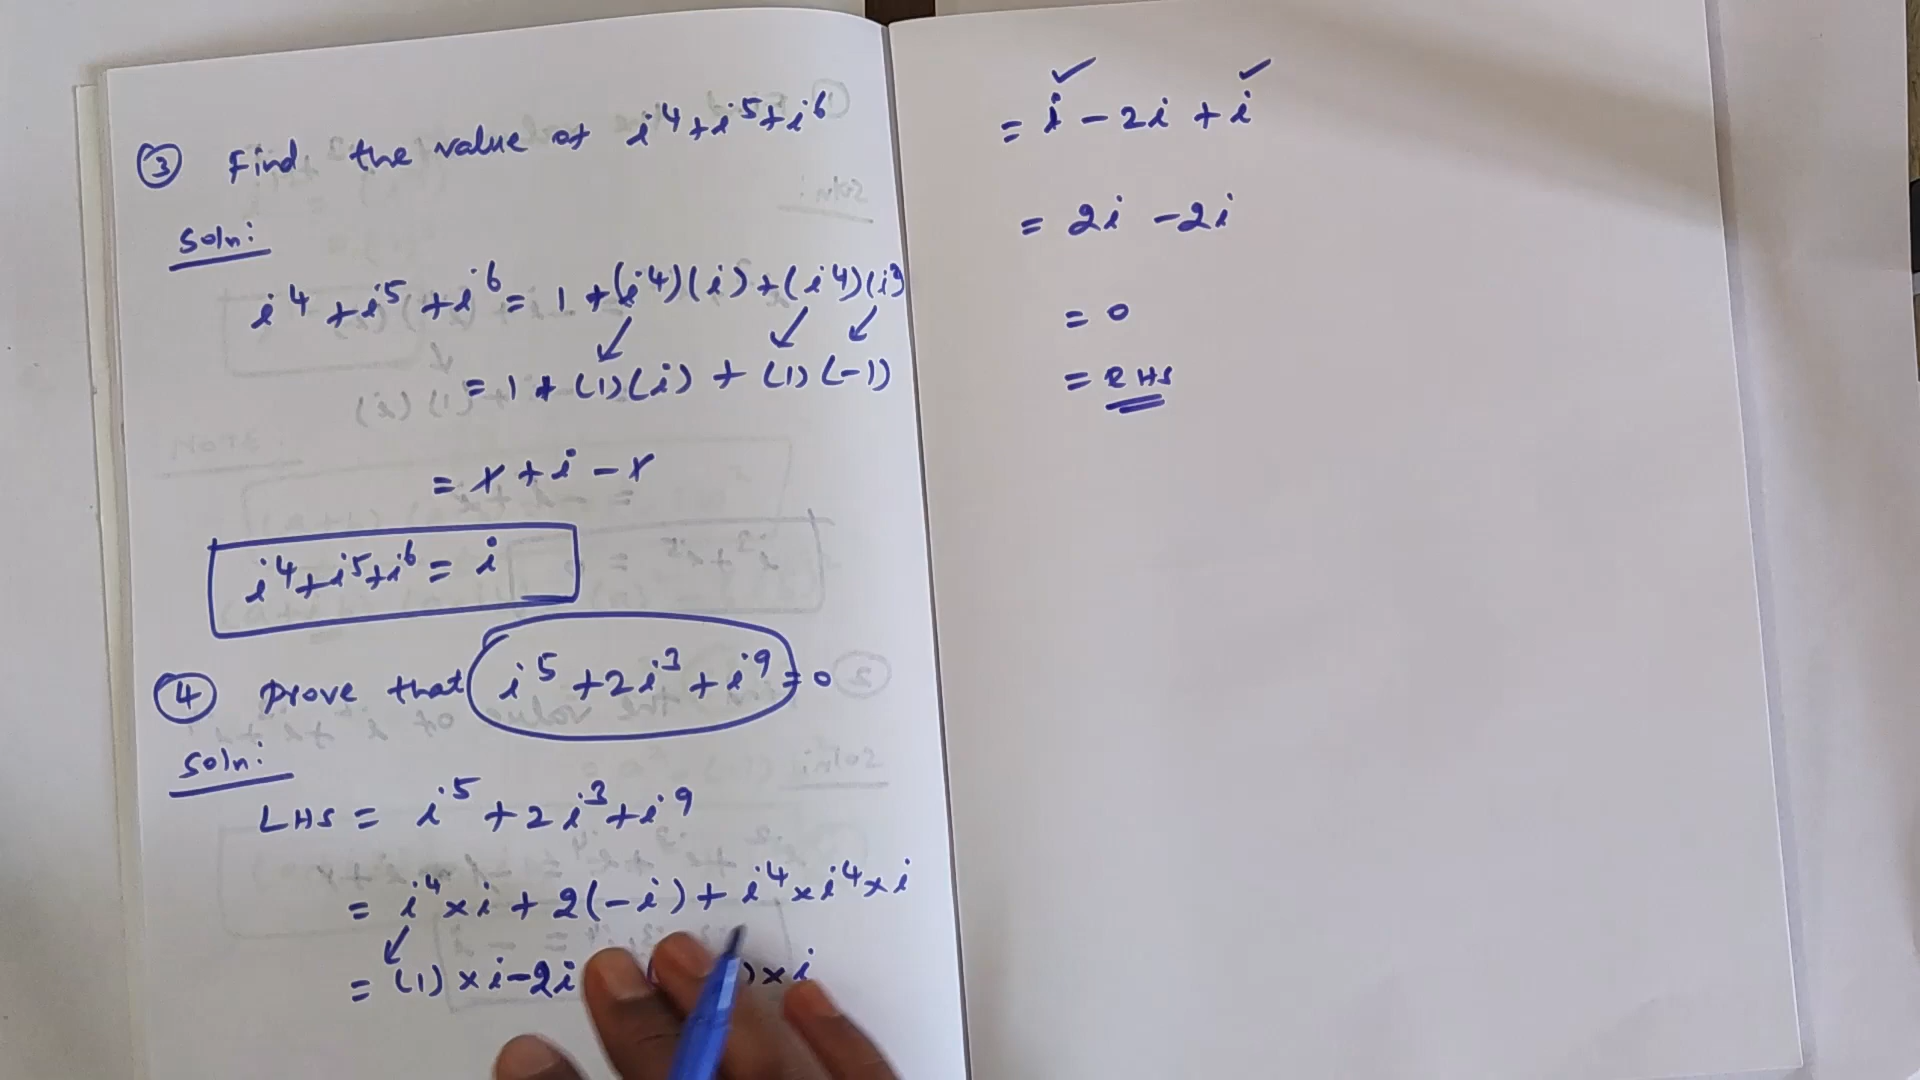 ③ Find the value of i⁴+i⁵+i⁶
Soln:
i⁴+i⁵+i⁶ = 1+(i⁴)(i)+(i⁴)(i²
= 1+(1)(i)+(1)(-1)
= 1+i-1
i⁴+i⁵+i⁶ = i
④ Prove that i⁵+2i³+i⁹=0
Soln:
LHS = i⁵+2i³+i⁹
= i⁴×i+2(-i)+i⁴×i⁴×i
= (1)×i-2i )×i
= i-2i+i
= 2i-2i
= 0
= RHS